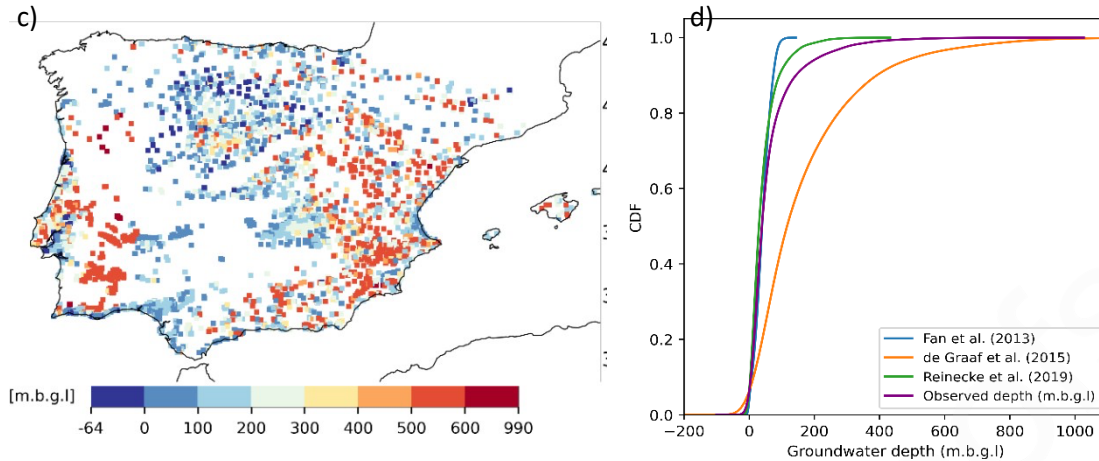 c)
[m.b.g.l]
-64 0 100 200 300 400 500 600 990
d)
CDF
1.0
0.8
0.6
0.4
0.2
0.0
Fan et al. (2013)
de Graaf et al. (2015)
Reinecke et al. (2019)
Observed depth (m.b.g.l)
−200 0 200 400 600 800 1000
Groundwater depth (m.b.g.l)